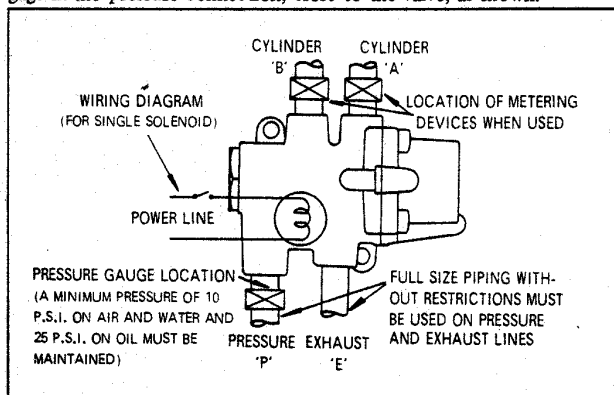 CYLINDER
'B'
CYLINDER
'A'
WIRING DIAGRAM
(FOR SINGLE SOLENOID)
LOCATION OF METERING
DEVICES WHEN USED
POWER LINE
PRESSURE GAUGE LOCATION
(A MINIMUM PRESSURE OF 10
P.S.I. ON AIR AND WATER AND
25 P.S.I. ON OIL MUST BE
MAINTAINED)
PRESSURE
'P'
EXHAUST
'E'
FULL SIZE PIPING WITH-
OUT RESTRICTIONS MUST
BE USED ON PRESSURE
AND EXHAUST LINES